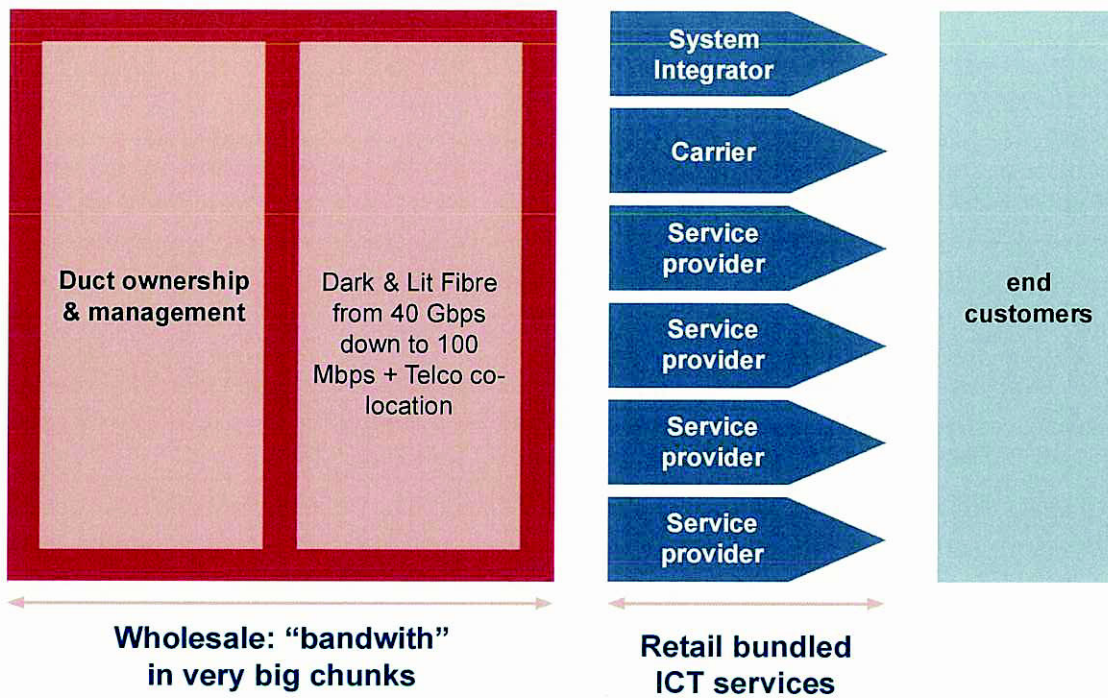 Duct ownership
& management
Dark & Lit Fibre
from 40 Gbps
down to 100
Mbps + Telco co-
location
System
Integrator
Carrier
Service
provider
Service
provider
Service
provider
Service
provider
end
customers
Wholesale: “bandwith”
in very big chunks
Retail bundled
ICT services